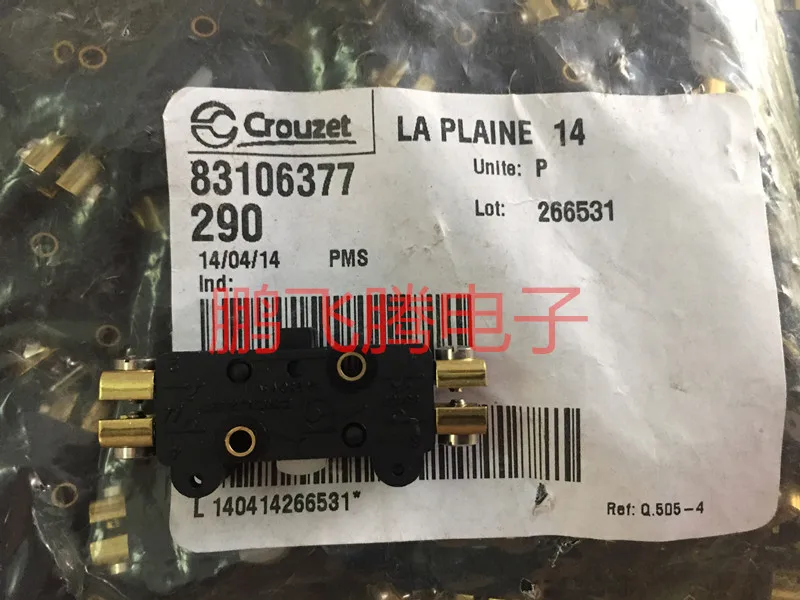 Crouzet
LA PLAINE 14
83106377
Unite: P
290
Lot: 266531
14/04/14 PMS
Ind:
鹏飞腾电子
L 140414266531*
Ref: Q.505-4